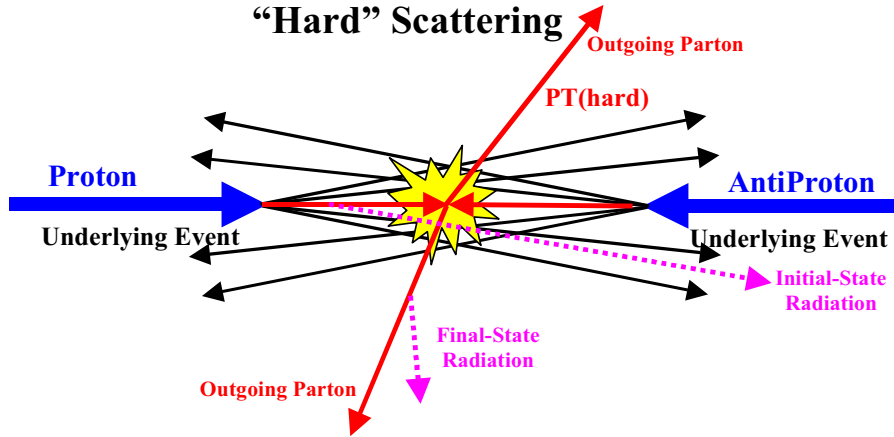 “Hard” Scattering
Outgoing Parton
PT(hard)
Proton
AntiProton
Underlying Event
Underlying Event
Initial-State
Radiation
Final-State
Radiation
Outgoing Parton